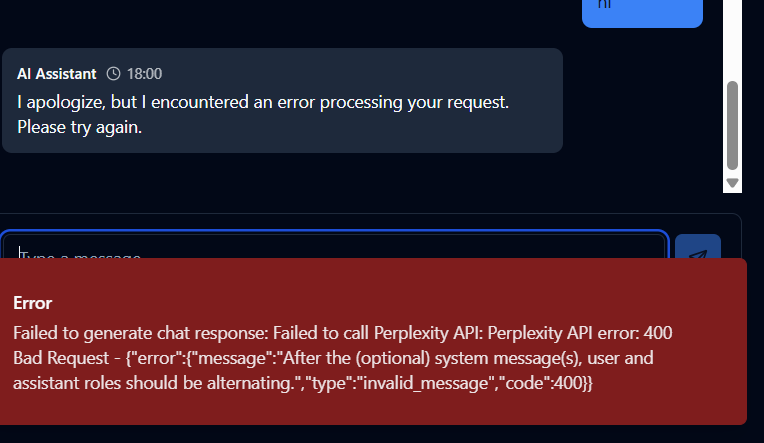 hi
AI Assistant 18:00
I apologize, but I encountered an error processing your request.
Please try again.
Type a message
Error
Failed to generate chat response: Failed to call Perplexity API: Perplexity API error: 400
Bad Request - {"error":{"message":"After the (optional) system message(s), user and
assistant roles should be alternating.","type":"invalid_message","code":400}}